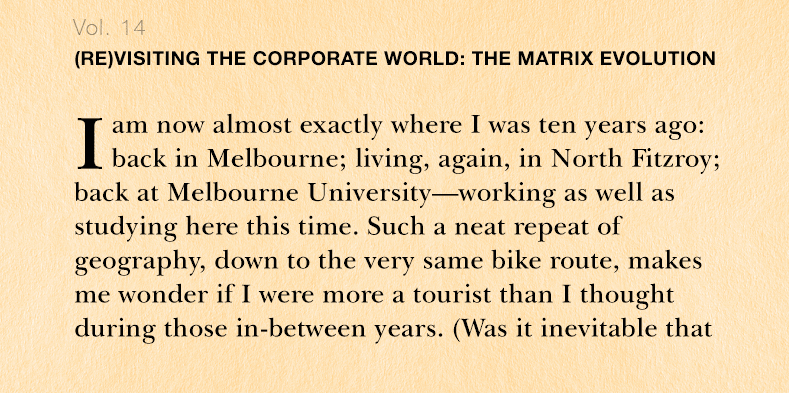 Vol. 14
(RE)VISITING THE CORPORATE WORLD: THE MATRIX EVOLUTION
I am now almost exactly where I was ten years ago:
back in Melbourne; living, again, in North Fitzroy;
back at Melbourne University—working as well as
studying here this time. Such a neat repeat of
geography, down to the very same bike route, makes
me wonder if I were more a tourist than I thought
during those in-between years. (Was it inevitable that